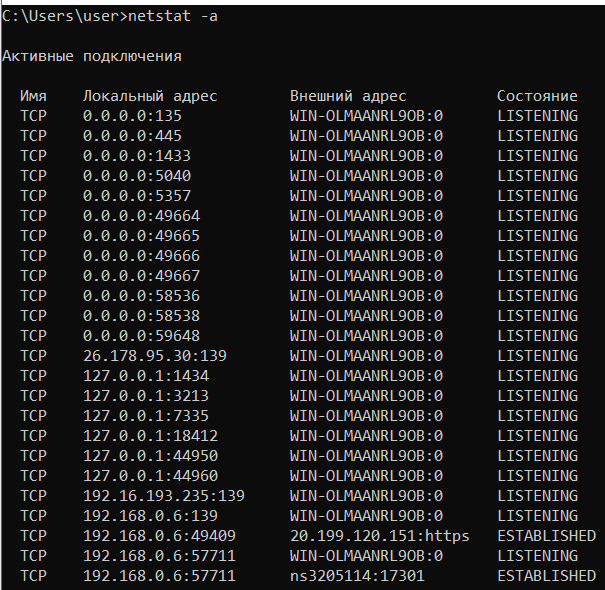 C:\Users\user>netstat -a
Активные подключения
Имя Локальный адрес Внешний адрес Состояние
TCP 0.0.0.0:135 WIN-OLMAANRL9OB:0 LISTENING
TCP 0.0.0.0:445 WIN-OLMAANRL9OB:0 LISTENING
TCP 0.0.0.0:1433 WIN-OLMAANRL9OB:0 LISTENING
TCP 0.0.0.0:5040 WIN-OLMAANRL9OB:0 LISTENING
TCP 0.0.0.0:5357 WIN-OLMAANRL9OB:0 LISTENING
TCP 0.0.0.0:49664 WIN-OLMAANRL9OB:0 LISTENING
TCP 0.0.0.0:49665 WIN-OLMAANRL9OB:0 LISTENING
TCP 0.0.0.0:49666 WIN-OLMAANRL9OB:0 LISTENING
TCP 0.0.0.0:49667 WIN-OLMAANRL9OB:0 LISTENING
TCP 0.0.0.0:58536 WIN-OLMAANRL9OB:0 LISTENING
TCP 0.0.0.0:58538 WIN-OLMAANRL9OB:0 LISTENING
TCP 0.0.0.0:59648 WIN-OLMAANRL9OB:0 LISTENING
TCP 26.178.95.30:139 WIN-OLMAANRL9OB:0 LISTENING
TCP 127.0.0.1:1434 WIN-OLMAANRL9OB:0 LISTENING
TCP 127.0.0.1:3213 WIN-OLMAANRL9OB:0 LISTENING
TCP 127.0.0.1:7335 WIN-OLMAANRL9OB:0 LISTENING
TCP 127.0.0.1:18412 WIN-OLMAANRL9OB:0 LISTENING
TCP 127.0.0.1:44950 WIN-OLMAANRL9OB:0 LISTENING
TCP 127.0.0.1:44960 WIN-OLMAANRL9OB:0 LISTENING
TCP 192.16.193.235:139 WIN-OLMAANRL9OB:0 LISTENING
TCP 192.168.0.6:139 WIN-OLMAANRL9OB:0 LISTENING
TCP 192.168.0.6:49409 20.199.120.151:https ESTABLISHED
TCP 192.168.0.6:57711 WIN-OLMAANRL9OB:0 LISTENING
TCP 192.168.0.6:57711 ns3205114:17301 ESTABLISHED